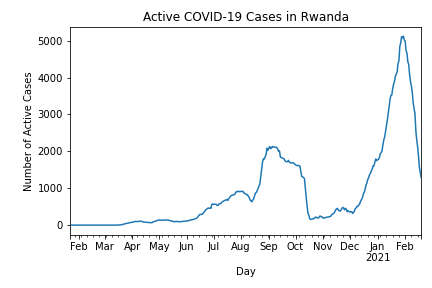 Active COVID-19 Cases in Rwanda
Number of Active Cases
5000
4000
3000
2000
1000
0
Feb Mar Apr May Jun Jul Aug Sep Oct Nov Dec Jan Feb
2021
Day